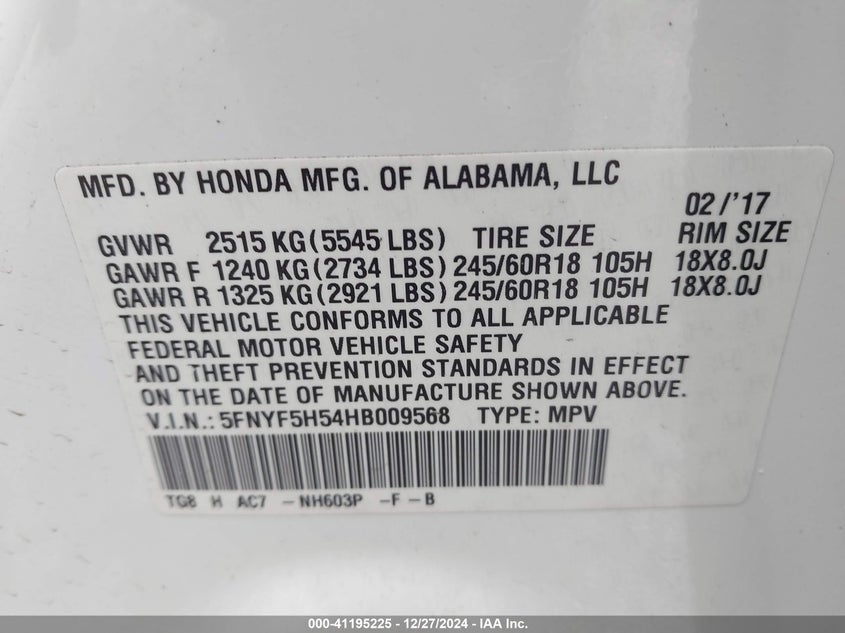 MFD. BY HONDA MFG. OF ALABAMA, LLC
02/'17
GVWR 2515 KG(5545 LBS) TIRE SIZE RIM SIZE
GAWR F 1240 KG(2734 LBS) 245/60R18 105H 18X8.0J
GAWR R 1325 KG(2921 LBS) 245/60R18 105H 18X8.0J
THIS VEHICLE CONFORMS TO ALL APPLICABLE
FEDERAL MOTOR VEHICLE SAFETY
AND THEFT PREVENTION STANDARDS IN EFFECT
ON THE DATE OF MANUFACTURE SHOWN ABOVE.
V.I.N.: 5FNYF5H54HB009568 TYPE: MPV
TG8 H AC7 -NH603P -F-B
000-41195225 - 12/27/2024 - IAA Inc.